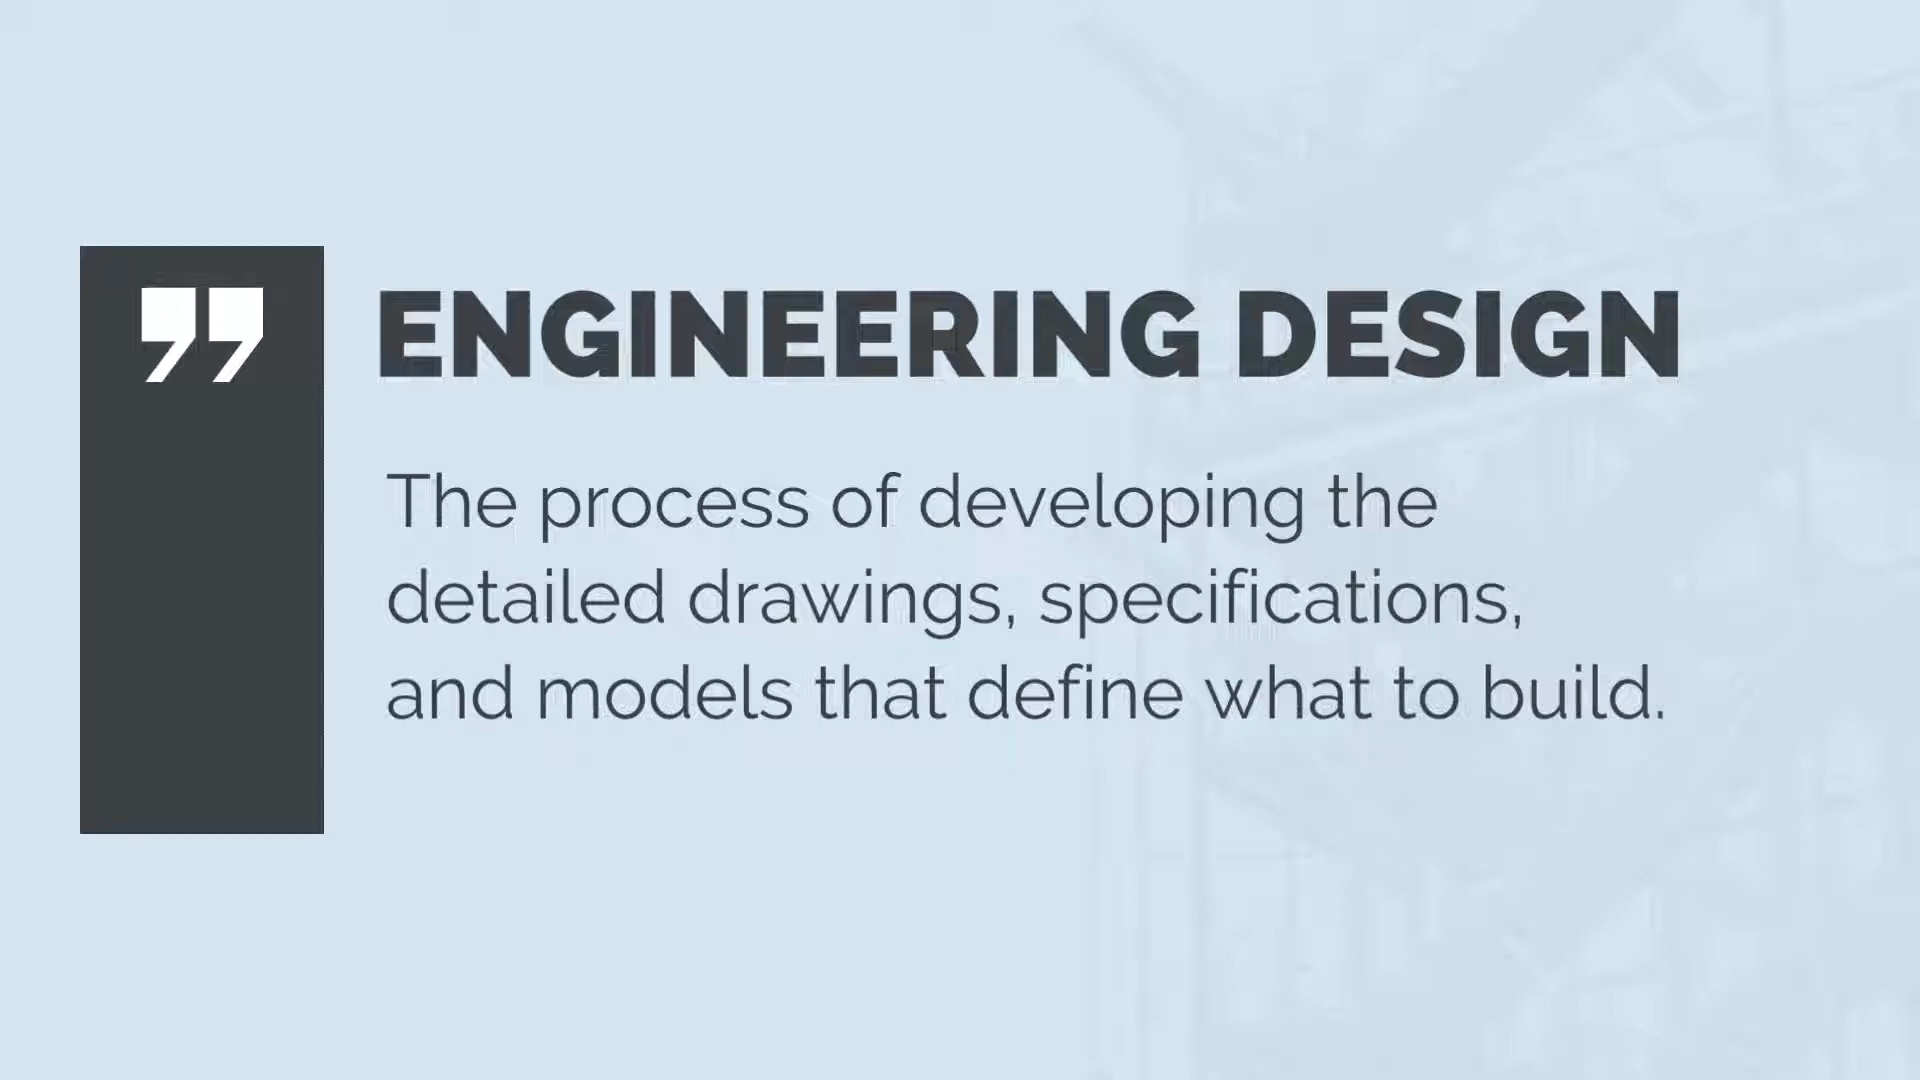 ENGINEERING DESIGN
The process of developing the
detailed drawings, specifications,
and models that define what to build.